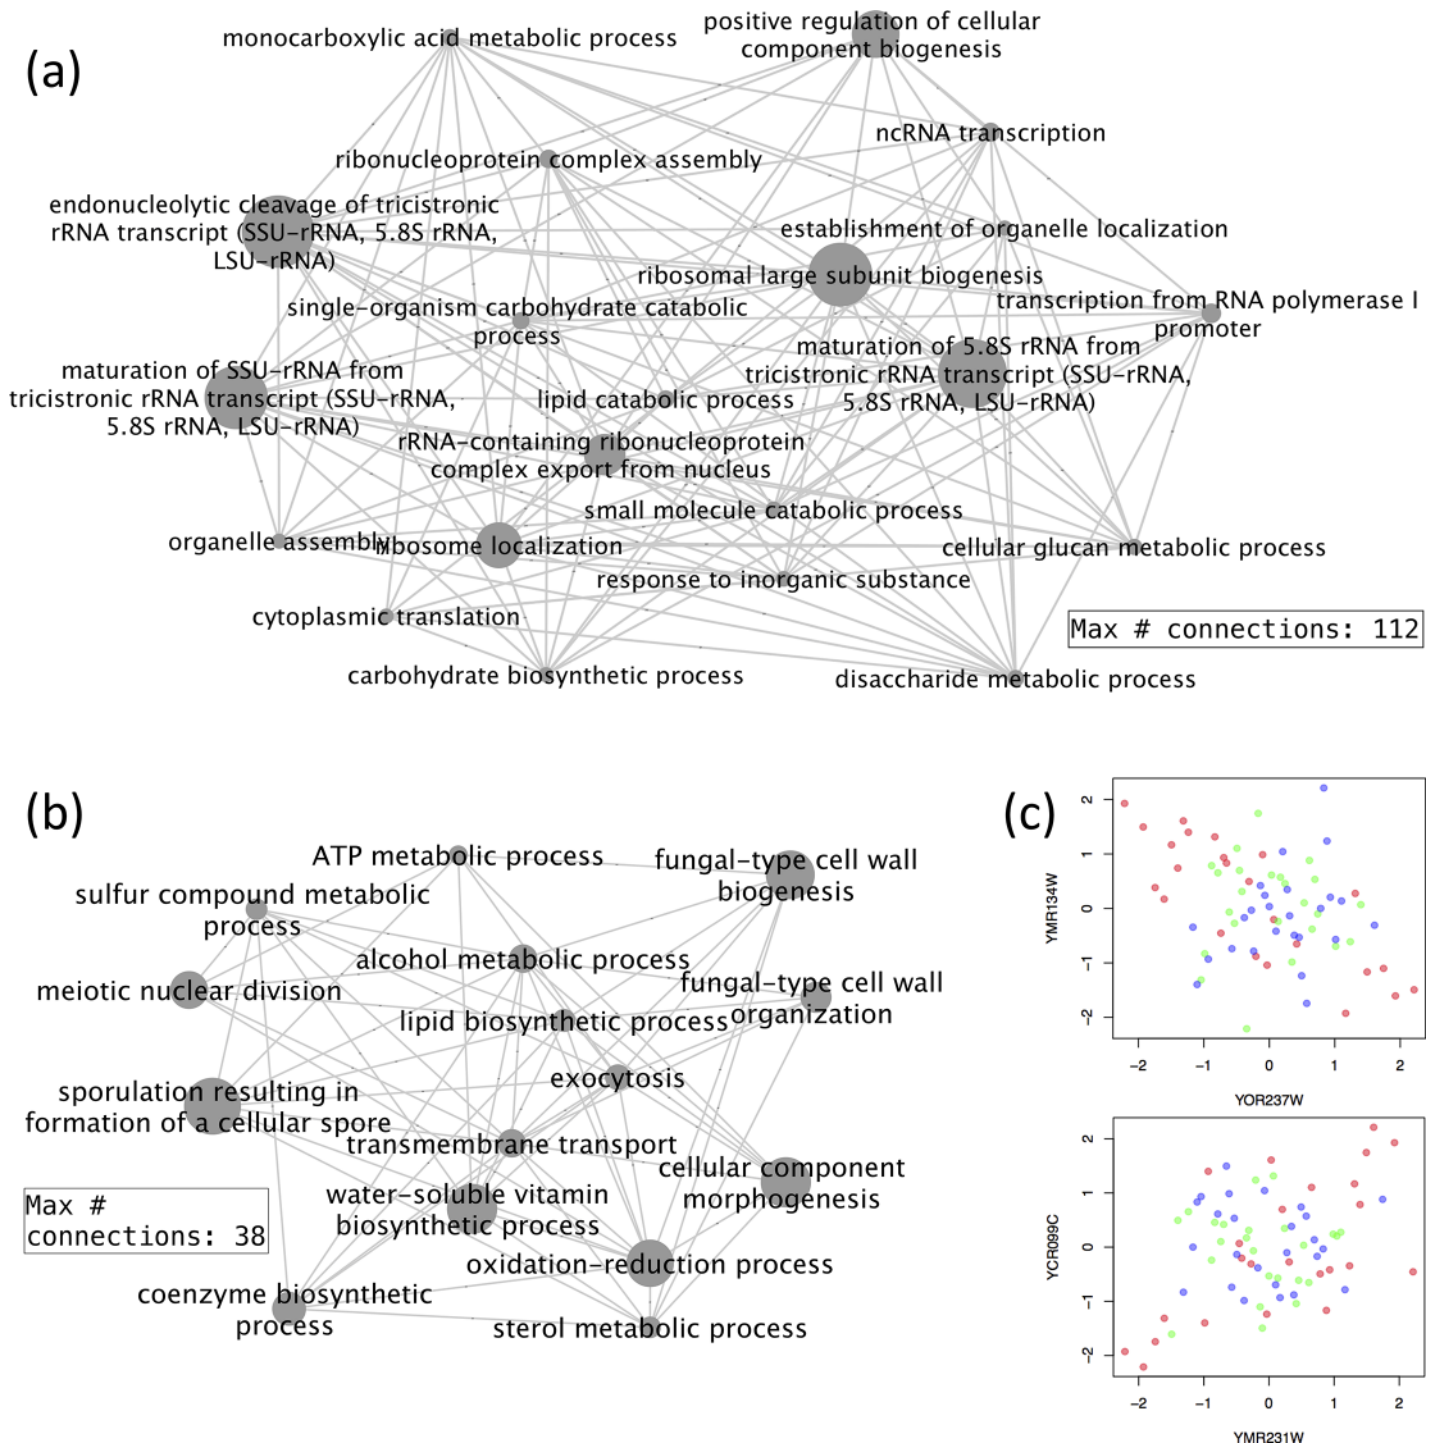 (a)
monocarboxylic acid metabolic process
positive regulation of cellular
component biogenesis
ncRNA transcription
ribonucleoprotein complex assembly
endonucleolytic cleavage of tricistronic
rRNA transcript (SSU-rRNA, 5.8S rRNA,
LSU-rRNA)
establishment of organelle localization
ribosomal large subunit biogenesis
single-organism carbohydrate catabolic
process
transcription from RNA polymerase I
promoter
maturation of SSU-rRNA from
tricistronic rRNA transcript (SSU-rRNA,
5.8S rRNA, LSU-rRNA)
maturation of 5.8S rRNA from
tricistronic rRNA transcript (SSU-rRNA,
5.8S rRNA, LSU-rRNA)
lipid catabolic process
rRNA-containing ribonucleoprotein
complex export from nucleus
small molecule catabolic process
organelle assembly
ribosome localization
cellular glucan metabolic process
response to inorganic substance
cytoplasmic translation
Max # connections: 112
carbohydrate biosynthetic process
disaccharide metabolic process
(b)
ATP metabolic process
fungal-type cell wall
biogenesis
sulfur compound metabolic
process
alcohol metabolic process
meiotic nuclear division
fungal-type cell wall
organization
lipid biosynthetic process
exocytosis
sporulation resulting in
formation of a cellular spore
transmembrane transport
cellular component
morphogenesis
water-soluble vitamin
biosynthetic process
Max #
connections: 38
oxidation-reduction process
coenzyme biosynthetic
process
sterol metabolic process
(c)
2
1
0
-1
-2
YMR134W
-2 -1 0 1 2
YOR237W
2
1
0
-1
-2
YCR099C
-2 -1 0 1 2
YMR231W